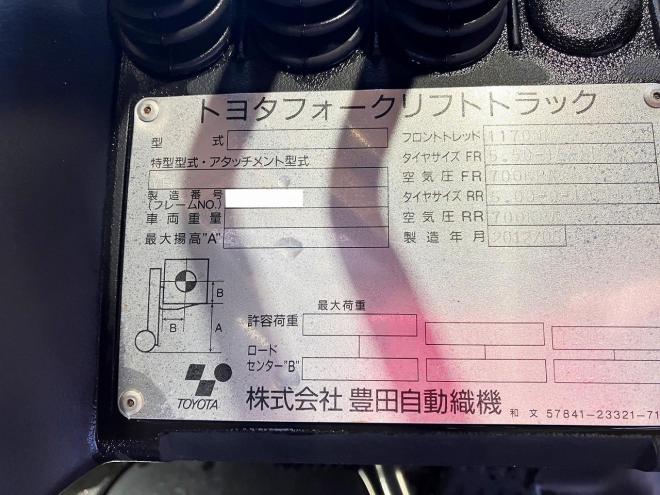 トヨタフォークリフトトラック
型 式
特型型式・アタッチメント型式
製造番号
(フレームNO.)
車両重量
最大揚高"A"
フロントトレッド 1170
タイヤサイズ FR
空気圧 FR 700
タイヤサイズ RR
空気圧 RR 700
製造年月 2012/
B
B
A
最大荷重
許容荷重
ロード
センター"B"
TOYOTA
株式会社 豊田自動織機
和文 57841-23321-71